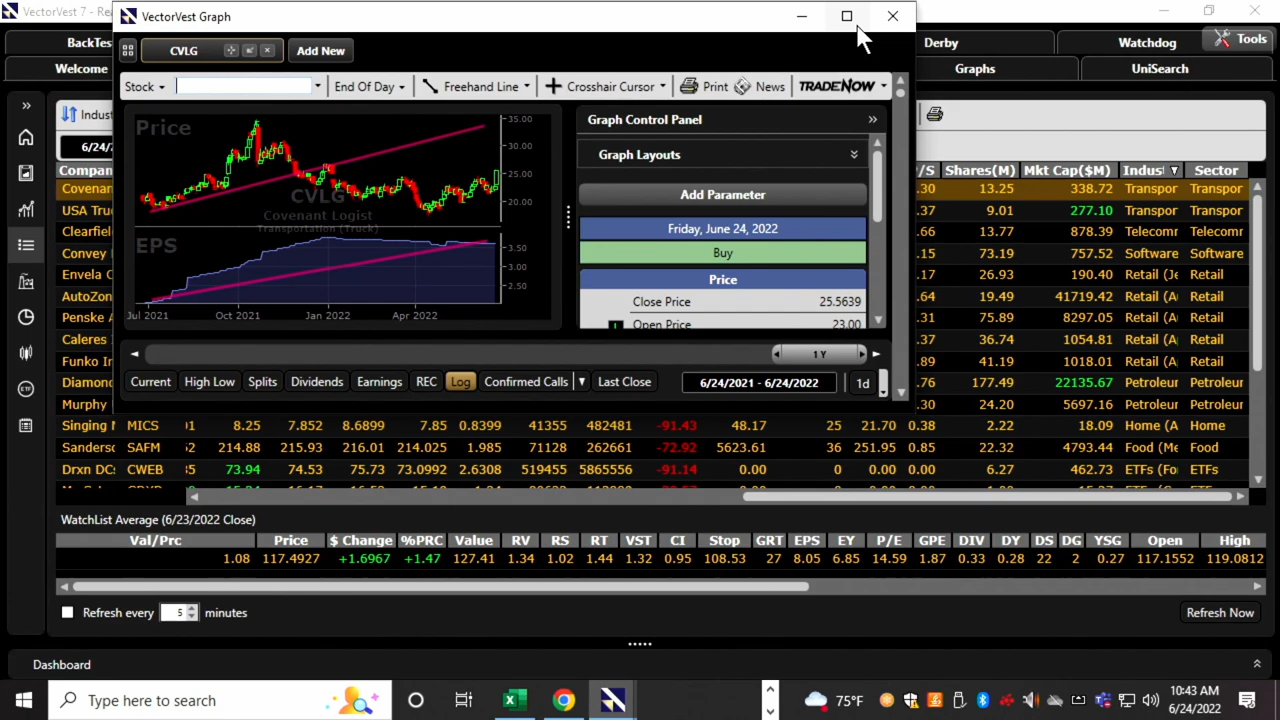 VectorVest 7 - Rea
VectorVest Graph
BackTes
Derby
Watchdog
Tools
Welcome
Graphs
UniSearch
CVLG
Add New
Stock
End Of Day
Freehand Line
Crosshair Cursor
Print
News
TRADENOW
Indust
6/24/
Price
35.00
30.00
25.00
20.00
CVLG
Covenant Logist
Transportation (Truck)
EPS
3.50
3.00
2.50
Jul 2021 Oct 2021 Jan 2022 Apr 2022
Graph Control Panel
Graph Layouts
Add Parameter
Friday, June 24, 2022
Buy
Price
Close Price 25.5639
Open Price 23.00
1 Y
Current High Low Splits Dividends Earnings REC Log Confirmed Calls Last Close 6/24/2021 - 6/24/2022 1d
Compan /S Shares(M) Mkt Cap($M) Indust Sector
Covenan .30 13.25 338.72 Transpor Transpor
USA Truc .37 9.01 277.10 Transpor Transpor
Clearfiel .66 13.77 878.39 Telecomr Telecomr
Convey .15 73.19 757.52 Software Software
Envela C .17 26.93 190.40 Retail (Je Retail
AutoZon .64 19.49 41719.42 Retail (A Retail
Penske A .31 75.89 8297.05 Retail (A Retail
Caleres .37 36.74 1054.81 Retail (A Retail
Funko In .89 41.19 1018.01 Retail (A Retail
Diamond .76 177.49 22135.67 Petroleur Petroleur
Murphy .30 24.20 5697.16 Petroleur Petroleur
Singing MICS 8.25 7.852 8.6899 7.85 0.8399 41355 482481 -91.43 48.17 25 21.70 0.38 2.22 18.09 Home (A Home
Sanderso SAFM 214.88 215.93 216.01 214.025 1.985 71128 262661 -72.92 5623.61 36 251.95 0.85 22.32 4793.44 Food (Me Food
Drxn DCs CWEB 35 73.94 74.53 75.73 73.0992 2.6308 519455 5865556 -91.14 0.00 0 0.00 0.00 6.27 462.73 ETFs (Fo ETFs
WatchList Average (6/23/2022 Close)
Val/Prc Price $ Change %PRC Value RV RS RT VST CI Stop GRT EPS EY P/E GPE DIV DY DS DG YSG Open High
1.08 117.4927 +1.6967 +1.47 127.41 1.34 1.02 1.44 1.32 0.95 108.53 27 8.05 6.85 14.59 1.87 0.33 0.28 22 2 0.27 117.1552 119.0812
Refresh every 5 minutes
Refresh Now
Dashboard
Type here to search
75°F
10:43 AM
6/24/2022